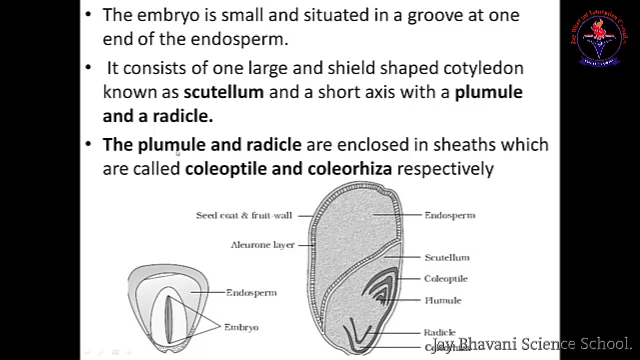 • The embryo is small and situated in a groove at one
end of the endosperm.
• It consists of one large and shield shaped cotyledon
known as scutellum and a short axis with a plumule
and a radicle.
• The plumule and radicle are enclosed in sheaths which
are called coleoptile and coleorhiza respectively
Seed coat & fruit-wall
Endosperm
Aleurone layer
Scutellum
Coleoptile
Endosperm
Plumule
Embryo
Radicle
Jay Bhavani Science School.